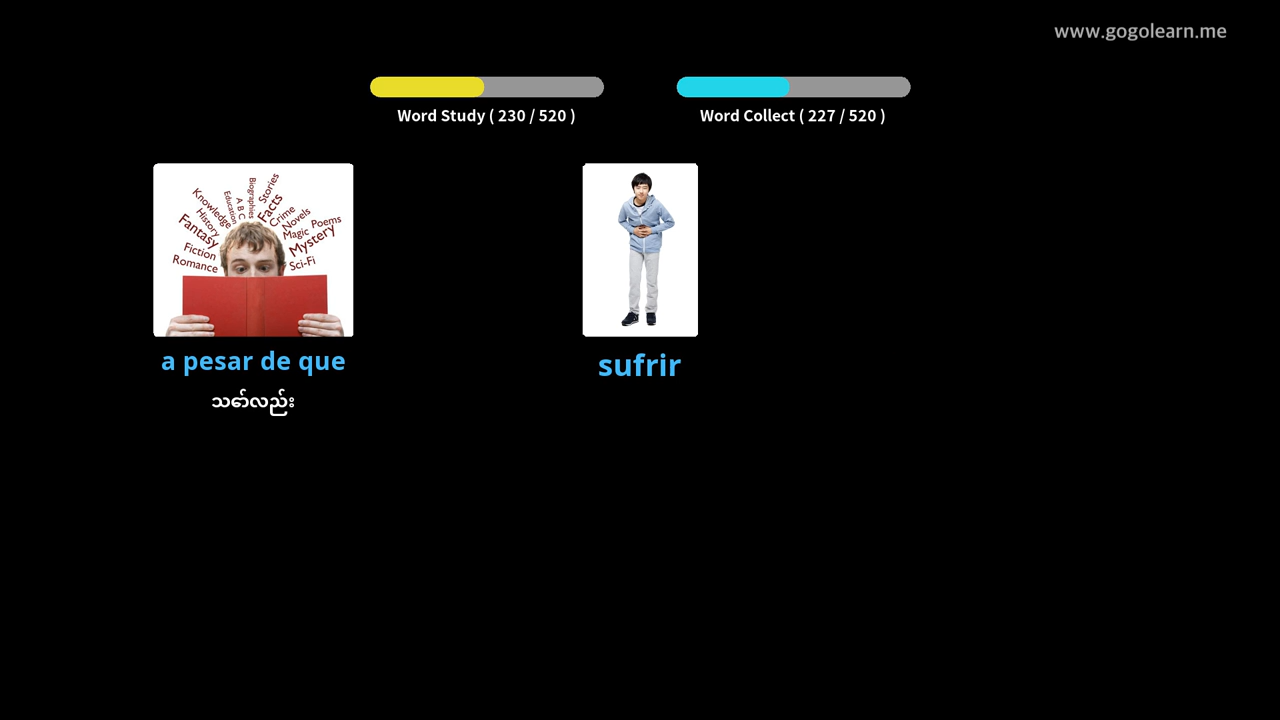 www.gogolearn.me
Word Study ( 230 / 520 )
Word Collect ( 227 / 520 )
Knowledge
Education
Biographies
Stories
A B C
Facts
History
Crime
Novels
Fantasy
Magic
Poems
Fiction
Mystery
Romance
Sci-Fi
a pesar de que
သော်လည်း
sufrir